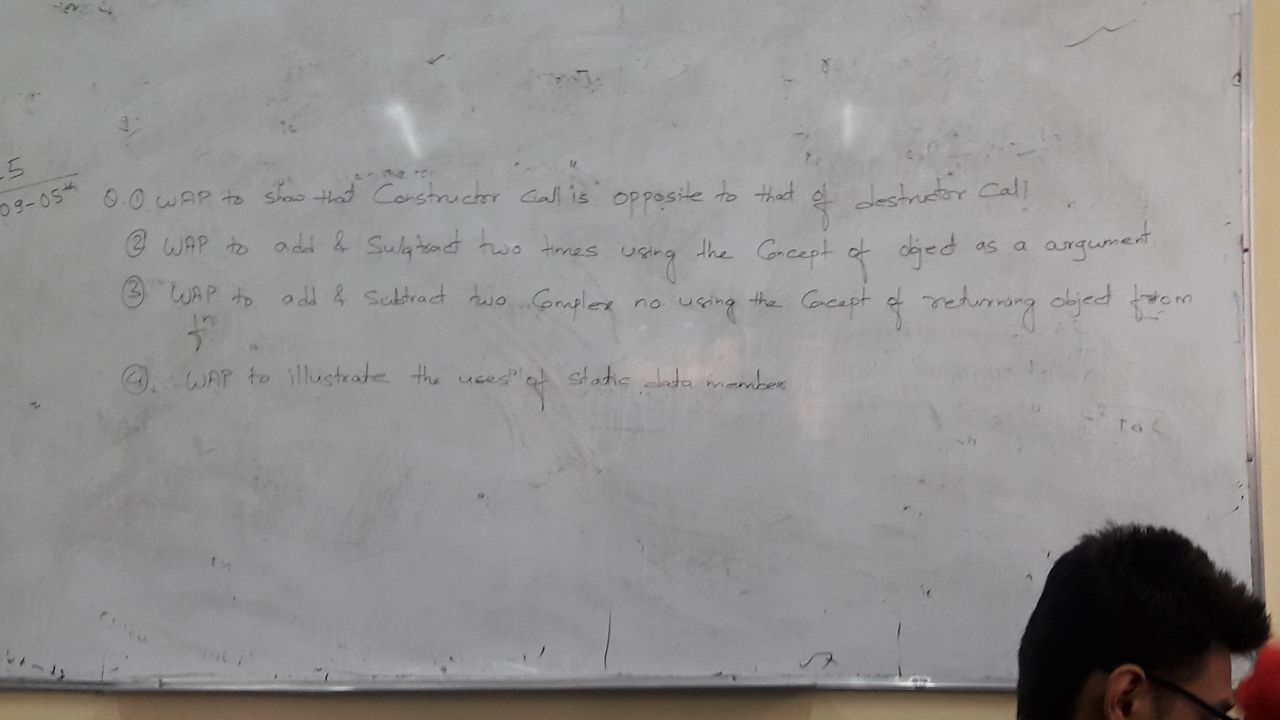 5
09-05th
Q.① WAP to show that Constructor Call is opposite to that of destructor Call
② WAP to add & Subtract two times using the Concept of object as a argument
③ WAP to add & Subtract two Complex no. using the Concept of returning object from
fn
④. WAP to illustrate the uses of static data member